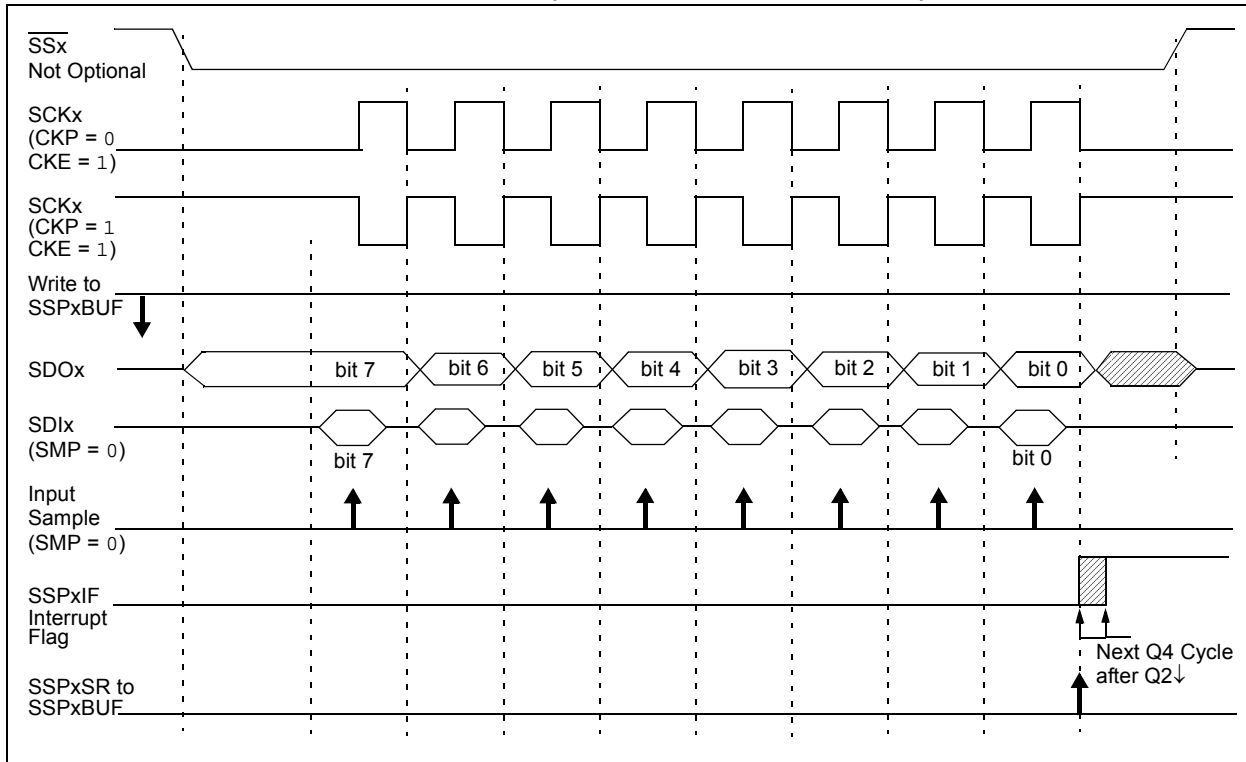 SSx
Not Optional
SCKx
(CKP = 0
CKE = 1)
SCKx
(CKP = 1
CKE = 1)
Write to
SSPxBUF
SDOx
bit 7
bit 6
bit 5
bit 4
bit 3
bit 2
bit 1
bit 0
SDIx
(SMP = 0)
bit 7
bit 0
Input
Sample
(SMP = 0)
SSPxIF
Interrupt
Flag
Next Q4 Cycle
after Q2↓
SSPxSR to
SSPxBUF